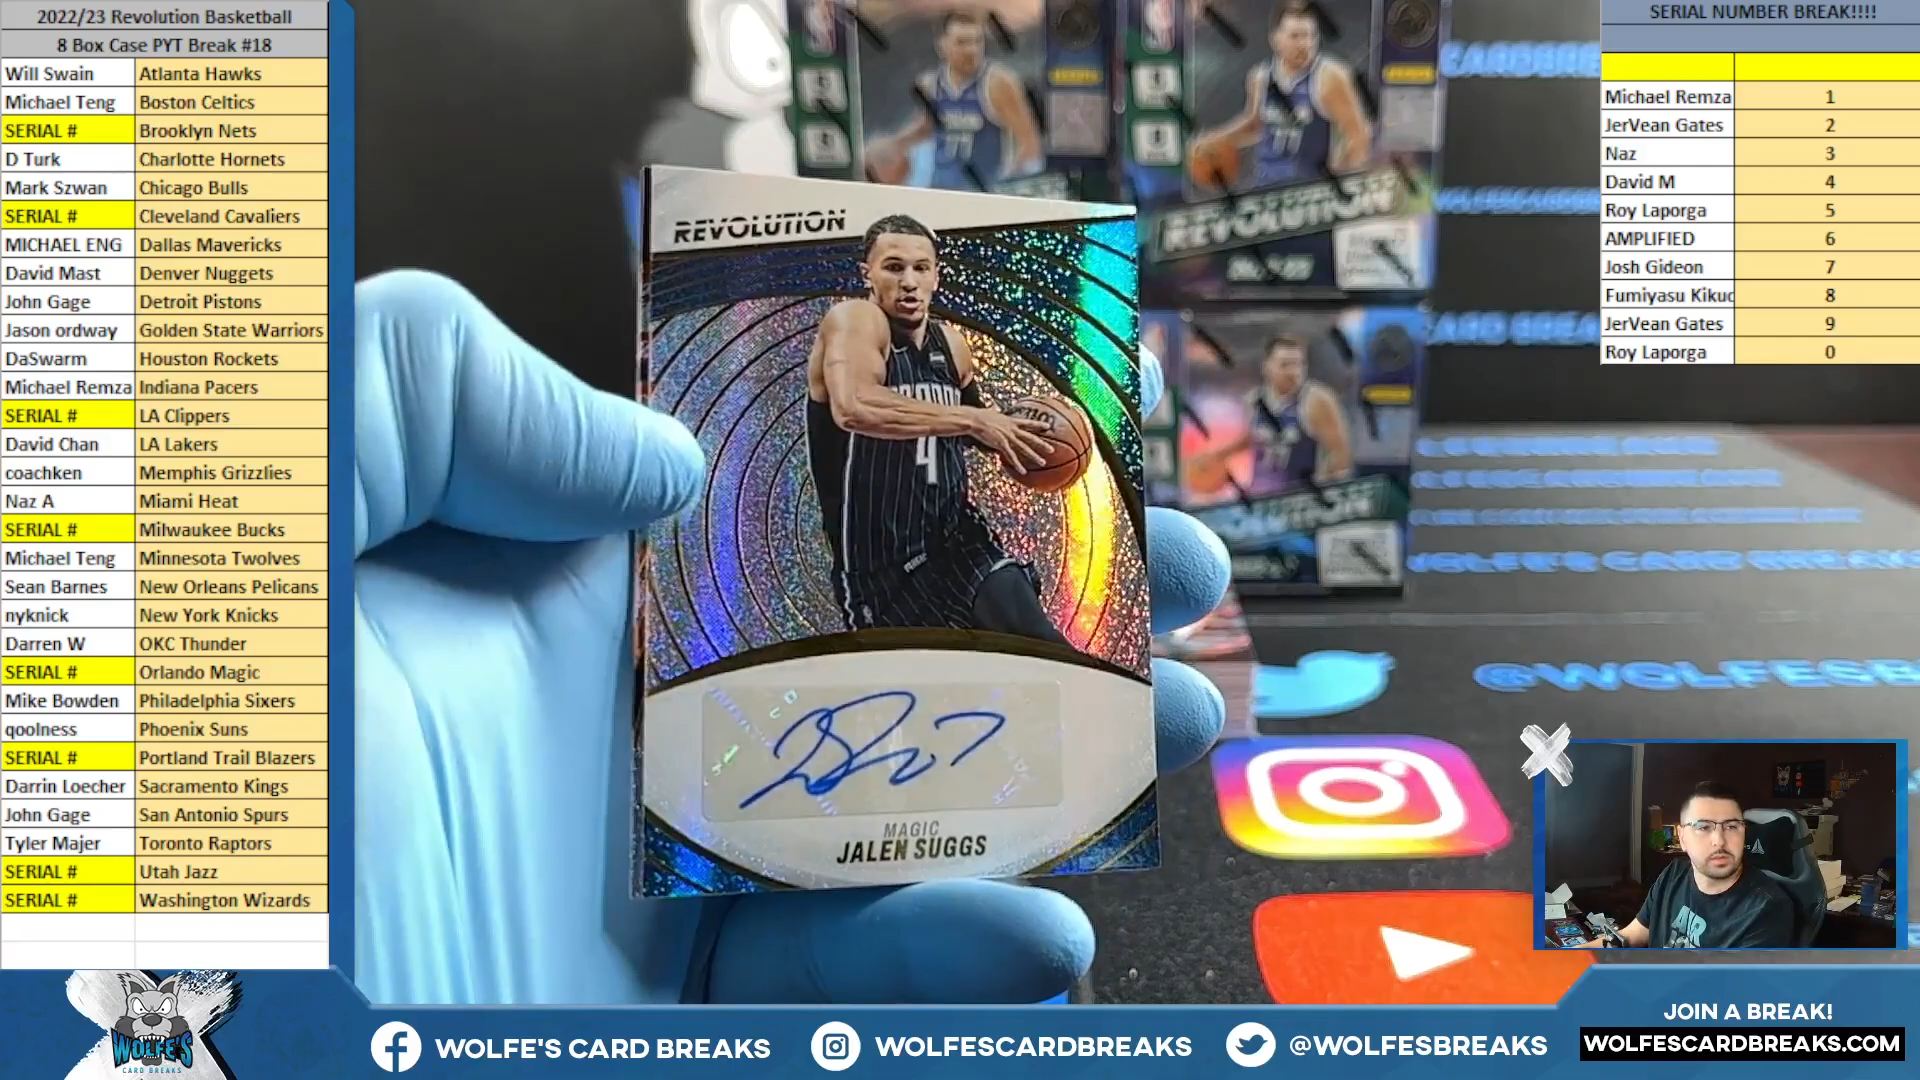 2022/23 Revolution Basketball
8 Box Case PYT Break #18
Will Swain Atlanta Hawks
Michael Teng Boston Celtics
SERIAL # Brooklyn Nets
D Turk Charlotte Hornets
Mark Szwan Chicago Bulls
SERIAL # Cleveland Cavaliers
MICHAEL ENG Dallas Mavericks
David Mast Denver Nuggets
John Gage Detroit Pistons
Jason ordway Golden State Warriors
DaSwarm Houston Rockets
Michael Remza Indiana Pacers
SERIAL # LA Clippers
David Chan LA Lakers
coachken Memphis Grizzlies
Naz A Miami Heat
SERIAL # Milwaukee Bucks
Michael Teng Minnesota Twolves
Sean Barnes New Orleans Pelicans
nyknick New York Knicks
Darren W OKC Thunder
SERIAL # Orlando Magic
Mike Bowden Philadelphia Sixers
qoolness Phoenix Suns
SERIAL # Portland Trail Blazers
Darrin Loecher Sacramento Kings
John Gage San Antonio Spurs
Tyler Majer Toronto Raptors
SERIAL # Utah Jazz
SERIAL # Washington Wizards
REVOLUTION
4
MAGIC
JALEN SUGGS
REVOLUTION
@WOLFESB
SERIAL NUMBER BREAK!!!!
Michael Remza 1
JerVean Gates 2
Naz 3
David M 4
Roy Laporga 5
AMPLIFIED 6
Josh Gideon 7
Fumiyasu Kikuc 8
JerVean Gates 9
Roy Laporga 0
WOLFE'S
CARD BREAKS
WOLFE'S CARD BREAKS
WOLFESCARDBREAKS
@WOLFESBREAKS
JOIN A BREAK!
WOLFESCARDBREAKS.COM